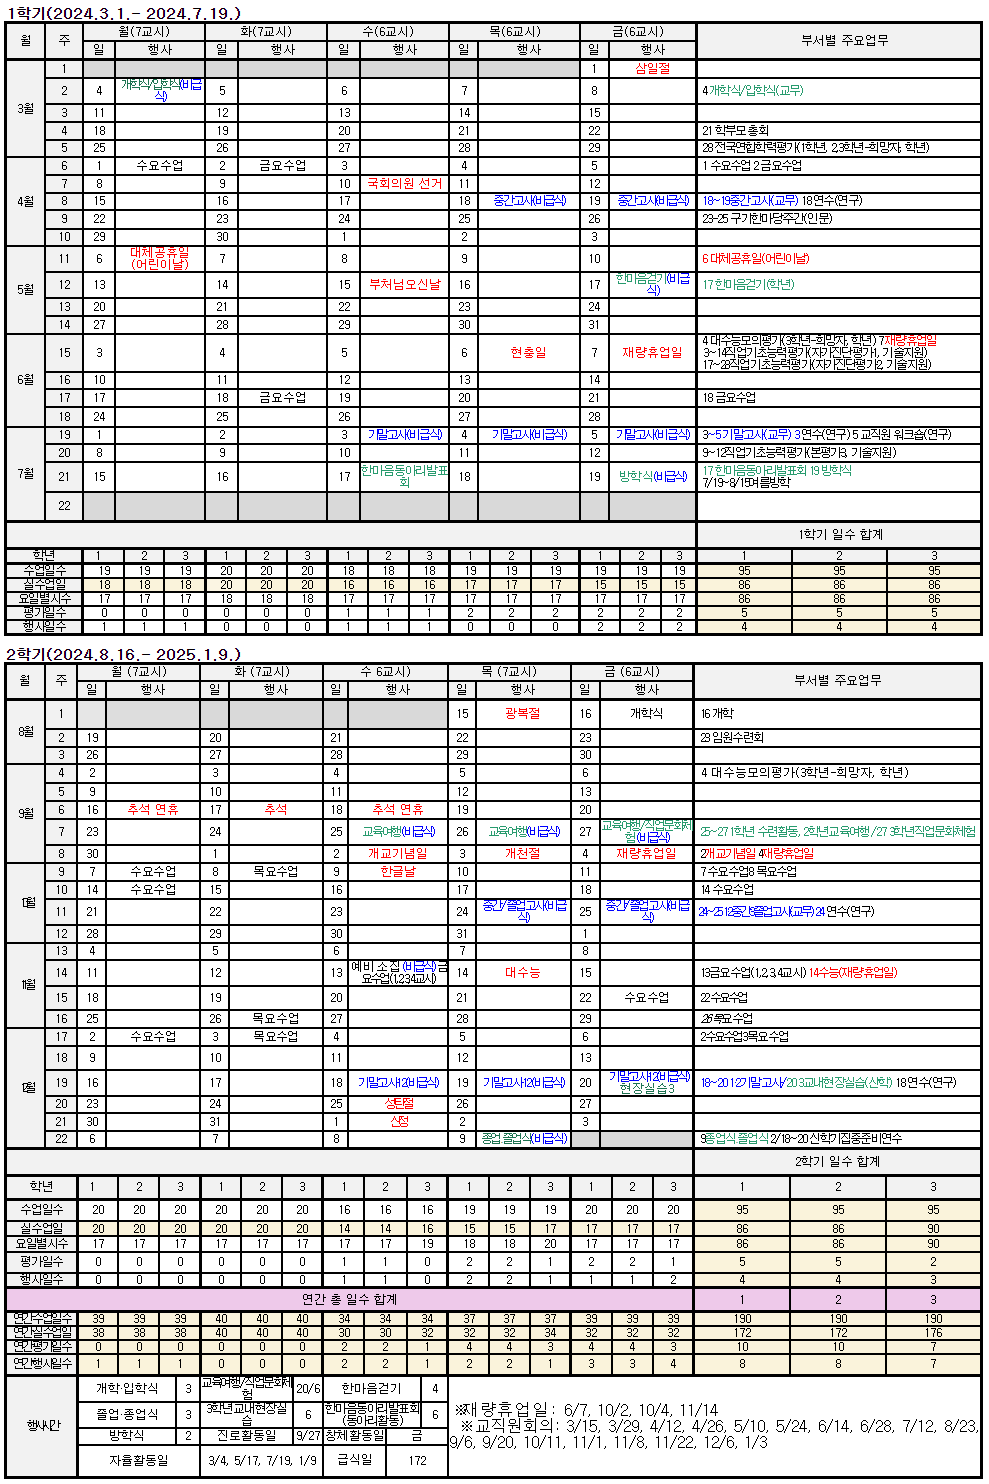 1학기(2024.3.1.- 2024.7.19.)
월 주 월(7교시) 화(7교시) 수(6교시) 목(6교시) 금(6교시) 부서별 주요업무
일 행사 일 행사 일 행사 일 행사 일 행사
3월
1 1 삼일절
2 4 개학식/입학식(비급식) 5 6 7 8 4개학식/입학식(교무)
3 11 12 13 14 15
4 18 19 20 21 22 21 학부모 총회
5 25 26 27 28 29 28 전국연합학력평가(1학년, 2,3학년-희망자, 학년)
4월
6 1 수요수업 2 금요수업 3 4 5 1 수요수업 2 금요수업
7 8 9 10 국회의원 선거 11 12
8 15 16 17 18 중간고사(비급식) 19 중간고사(비급식) 18~19중간고사(교무) 18연수(연구)
9 22 23 24 25 26 23-25 구기한마당주간(인문)
10 29 30 1 2 3
5월
11 6 대체공휴일(어린이날) 7 8 9 10 6 대체공휴일(어린이날)
12 13 14 15 부처님오신날 16 17 한마음걷기(비급식) 17 한마음걷기(학년)
13 20 21 22 23 24
14 27 28 29 30 31
6월
15 3 4 5 6 현충일 7 재량휴업일
4 대수능모의평가(3학년-희망자, 학년) 7재량휴업일
3~14직업기초능력평가(자가진단평가1, 기술지원)
17~28직업기초능력평가(자가진단평가2, 기술지원)
16 10 11 12 13 14
17 17 18 금요수업 19 20 21 18 금요수업
18 24 25 26 27 28
7월
19 1 2 3 기말고사(비급식) 4 기말고사(비급식) 5 기말고사(비급식) 3~5기말고사(교무) 3연수(연구) 5 교직원 워크숍(연구)
20 8 9 10 11 12 9~12직업기초능력평가(본평가3, 기술지원)
21 15 16 17 한마음동아리발표회 18 19 방학식(비급식) 17 한마음동아리발표회 19 방학식
7/19~8/15여름방학
22
1학기 일수 합계
학년 1 2 3 1 2 3 1 2 3 1 2 3 1 2 3 1 2 3
수업일수 19 19 19 20 20 20 18 18 18 19 19 19 19 19 19 95 95 95
실수업일 18 18 18 20 20 20 16 16 16 17 17 17 15 15 15 86 86 86
요일별시수 17 17 17 18 18 18 17 17 17 17 17 17 17 17 17 86 86 86
평가일수 0 0 0 0 0 0 1 1 1 2 2 2 2 2 2 5 5 5
행사일수 1 1 1 0 0 0 1 1 1 0 0 0 2 2 2 4 4 4
2학기(2024.8.16.- 2025.1.9.)
월 주 월 (7교시) 화 (7교시) 수 6교시) 목 (7교시) 금 (6교시) 부서별 주요업무
일 행사 일 행사 일 행사 일 행사 일 행사
8월
1 15 광복절 16 개학식 16 개학
2 19 20 21 22 23 23 임원수련회
3 26 27 28 29 30
9월
4 2 3 4 5 6 4 대수능모의평가(3학년-희망자, 학년)
5 9 10 11 12 13
6 16 추석 연휴 17 추석 18 추석 연휴 19 20
7 23 24 25 교육여행(비급식) 26 교육여행(비급식) 27 교육여행/직업문화체험(비급식) 25~27 1학년 수련활동, 2학년교육여행/27 3학년직업문화체험
8 30 1 2 개교기념일 3 개천절 4 재량휴업일 2개교기념일 4재량휴업일
10월
9 7 수요수업 8 목요수업 9 한글날 10 11 7 수요수업8 목요수업
10 14 수요수업 15 16 17 18 14 수요수업
11 21 22 23 24 중간/졸업고사(비급식) 25 중간/졸업고사(비급식) 24~2512중간3졸업고사(교무) 24 연수(연구)
12 28 29 30 31 1
11월
13 4 5 6 7 8
14 11 12 13 예비 소집 (비급식) 금요수업(1,2,3,4교시) 14 대수능 15 13금요수업(1,2,3,4교시) 14수능(재량휴업일)
15 18 19 20 21 22 수요수업 22수요수업
16 25 26 목요수업 27 28 29 26목요수업
12월
17 2 수요수업 3 목요수업 4 5 6 2수요수업3목요수업
18 9 10 11 12 13
19 16 17 18 기말고사12(비급식) 19 기말고사12(비급식) 20 기말고사12(비급식) 현장실습3 18~2012기말고사/203교내현장실습(산학) 18연수(연구)
20 23 24 25 성탄절 26 27
21 30 31 1 신정 2 3
22 6 7 8 9 종업.졸업식(비급식) 9종업식.졸업식 2/18~20신학기집중준비연수
2학기 일수 합계
학년 1 2 3 1 2 3 1 2 3 1 2 3 1 2 3 1 2 3
수업일수 20 20 20 20 20 20 16 16 16 19 19 19 20 20 20 95 95 95
실수업일 20 20 20 20 20 20 14 14 16 15 15 17 17 17 17 86 86 90
요일별시수 17 17 17 17 17 17 17 17 19 18 18 20 17 17 17 86 86 90
평가일수 0 0 0 0 0 0 1 1 0 2 2 1 2 2 1 5 5 2
행사일수 0 0 0 0 0 0 1 1 0 2 2 1 1 1 2 4 4 3
연간 총 일수 합계 1 2 3
연간수업일수 39 39 39 40 40 40 34 34 34 37 37 37 39 39 39 190 190 190
연간실수업일 38 38 38 40 40 40 30 30 32 32 32 34 32 32 32 172 172 176
연간평가일수 0 0 0 0 0 0 2 2 1 4 4 3 4 4 3 10 10 7
연간행사일수 1 1 1 0 0 0 2 2 1 2 2 1 3 3 4 8 8 7
행사시간
개학·입학식 3 교육여행/직업문화체험 20/6 한마음걷기 4
졸업·종업식 3 3학년교내현장실습 6 한마음동아리발표회(동아리활동) 6
방학식 2 진로활동일 9/27 창체활동일 금
자율활동일 3/4, 5/17, 7/19, 1/9 급식일 172
※재량휴업일: 6/7, 10/2, 10/4, 11/14
※교직원회의: 3/15, 3/29, 4/12, 4/26, 5/10, 5/24, 6/14, 6/28, 7/12, 8/23,
9/6, 9/20, 10/11, 11/1, 11/8, 11/22, 12/6, 1/3